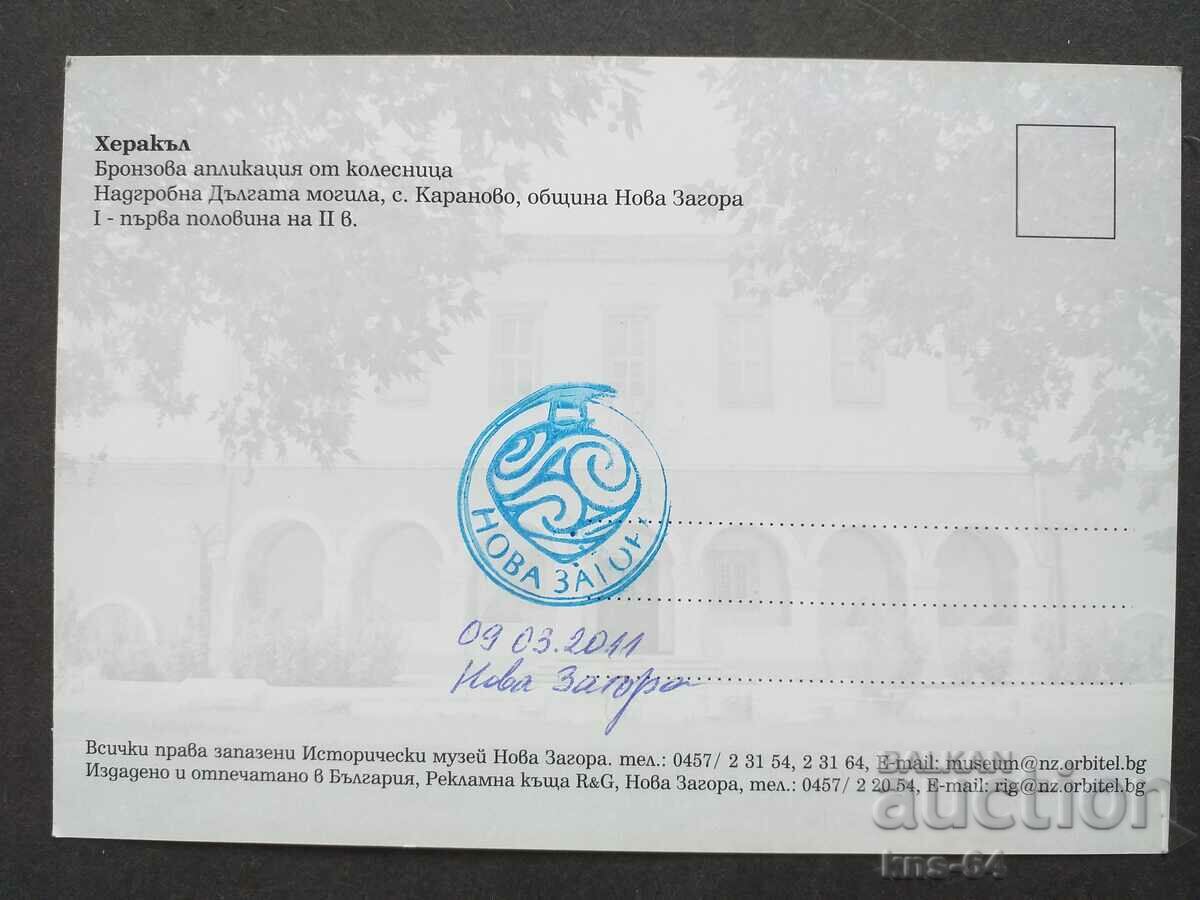 Херакъл
Бронзова апликация от колесница
Надгробна Дългата могила, с. Караново, община Нова Загора
I - първа половина на II в.
НОВА ЗАГОР
09 03.2011
Нова Загора
Всички права запазени Исторически музей Нова Загора. тел.: 0457/ 2 31 54, 2 31 64, E-mail: museum@nz.orbitel.bg
Издадено и отпечатано в България, Рекламна къща R&G, Нова Загора, тел.: 0457/ 2 20 54, E-mail: rig@nz.orbitel.bg
BALKAN
auction
kns-64